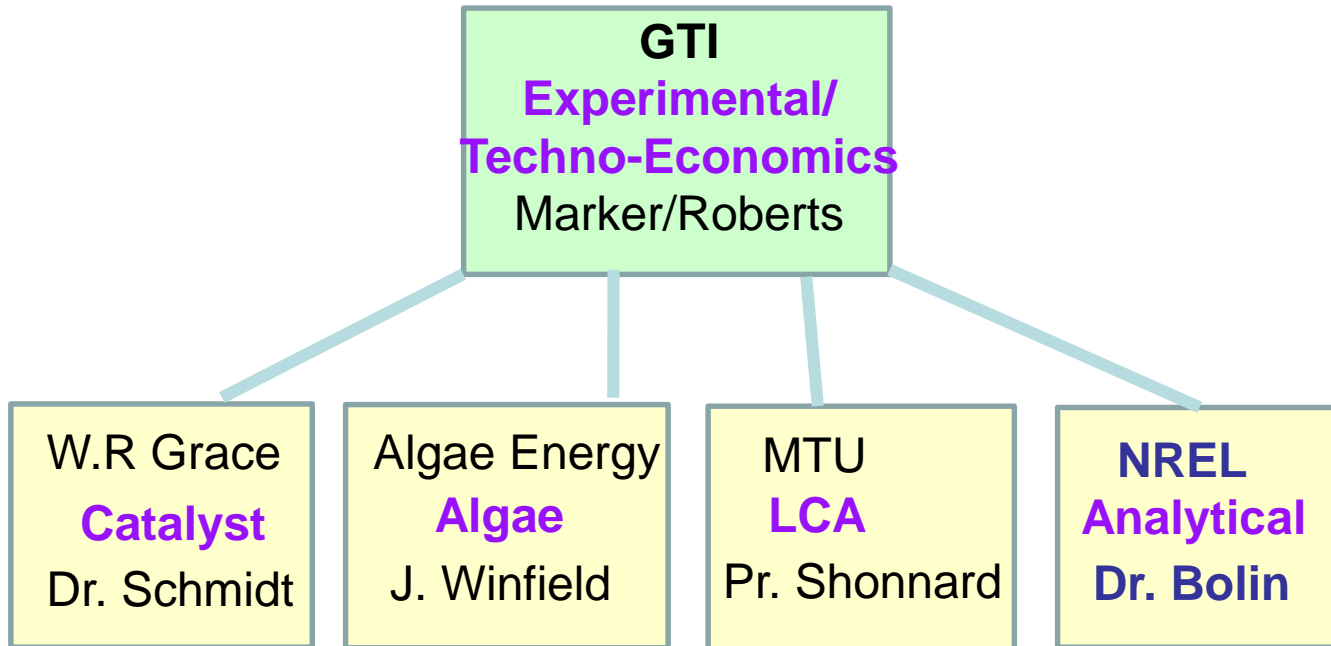 GTI
Experimental/
Techno-Economics
Marker/Roberts
W.R Grace
Catalyst
Dr. Schmidt
Algae Energy
Algae
J. Winfield
MTU
LCA
Pr. Shonnard
NREL
Analytical
Dr. Bolin